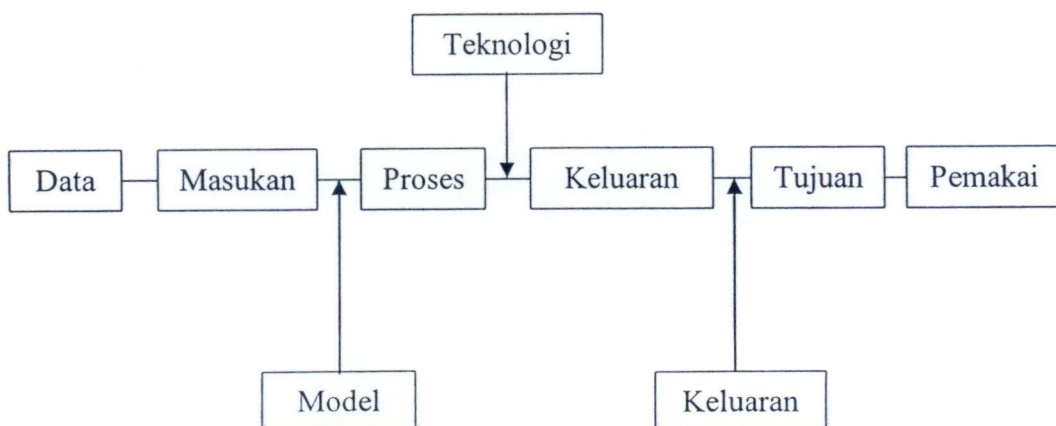 Teknologi
Data
Masukan
Proses
Keluaran
Tujuan
Pemakai
Model
Keluaran